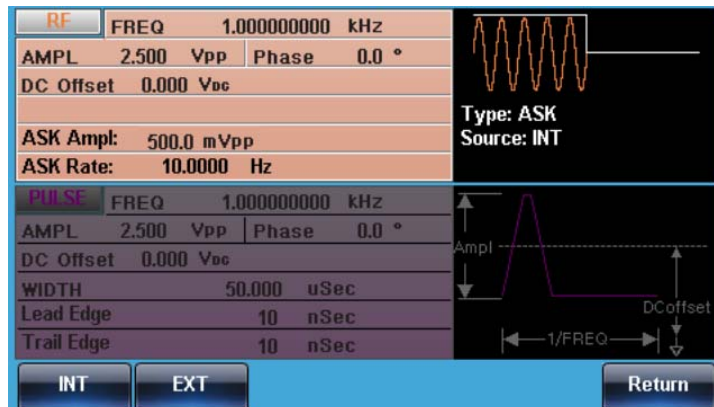 RF FREQ 1.000000000 kHz
AMPL 2.500 Vpp Phase 0.0 °
DC Offset 0.000 VDC
ASK Ampl: 500.0 mVpp
ASK Rate: 10.0000 Hz
Type: ASK
Source: INT
PULSE FREQ 1.000000000 kHz
AMPL 2.500 Vpp Phase 0.0 °
DC Offset 0.000 VDC
WIDTH 50.000 uSec
Lead Edge 10 nSec
Trail Edge 10 nSec
Ampl
DCoffset
1/FREQ
INT EXT Return